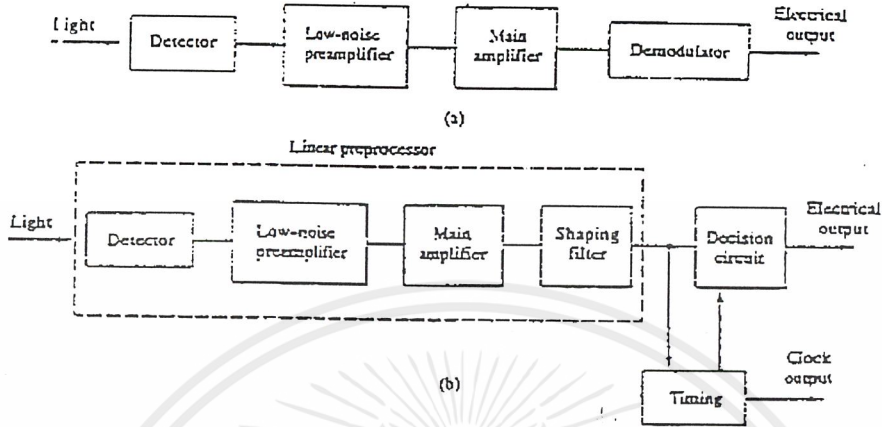 Light
Detector
Low-noise
preamplifier
Main
amplifier
Demodulator
Electrical
output
(a)
Linear preprocessor
Light
Detector
Low-noise
preamplifier
Main
amplifier
Shaping
filter
Decision
circuit
Electrical
output
Timing
Clock
output
(b)